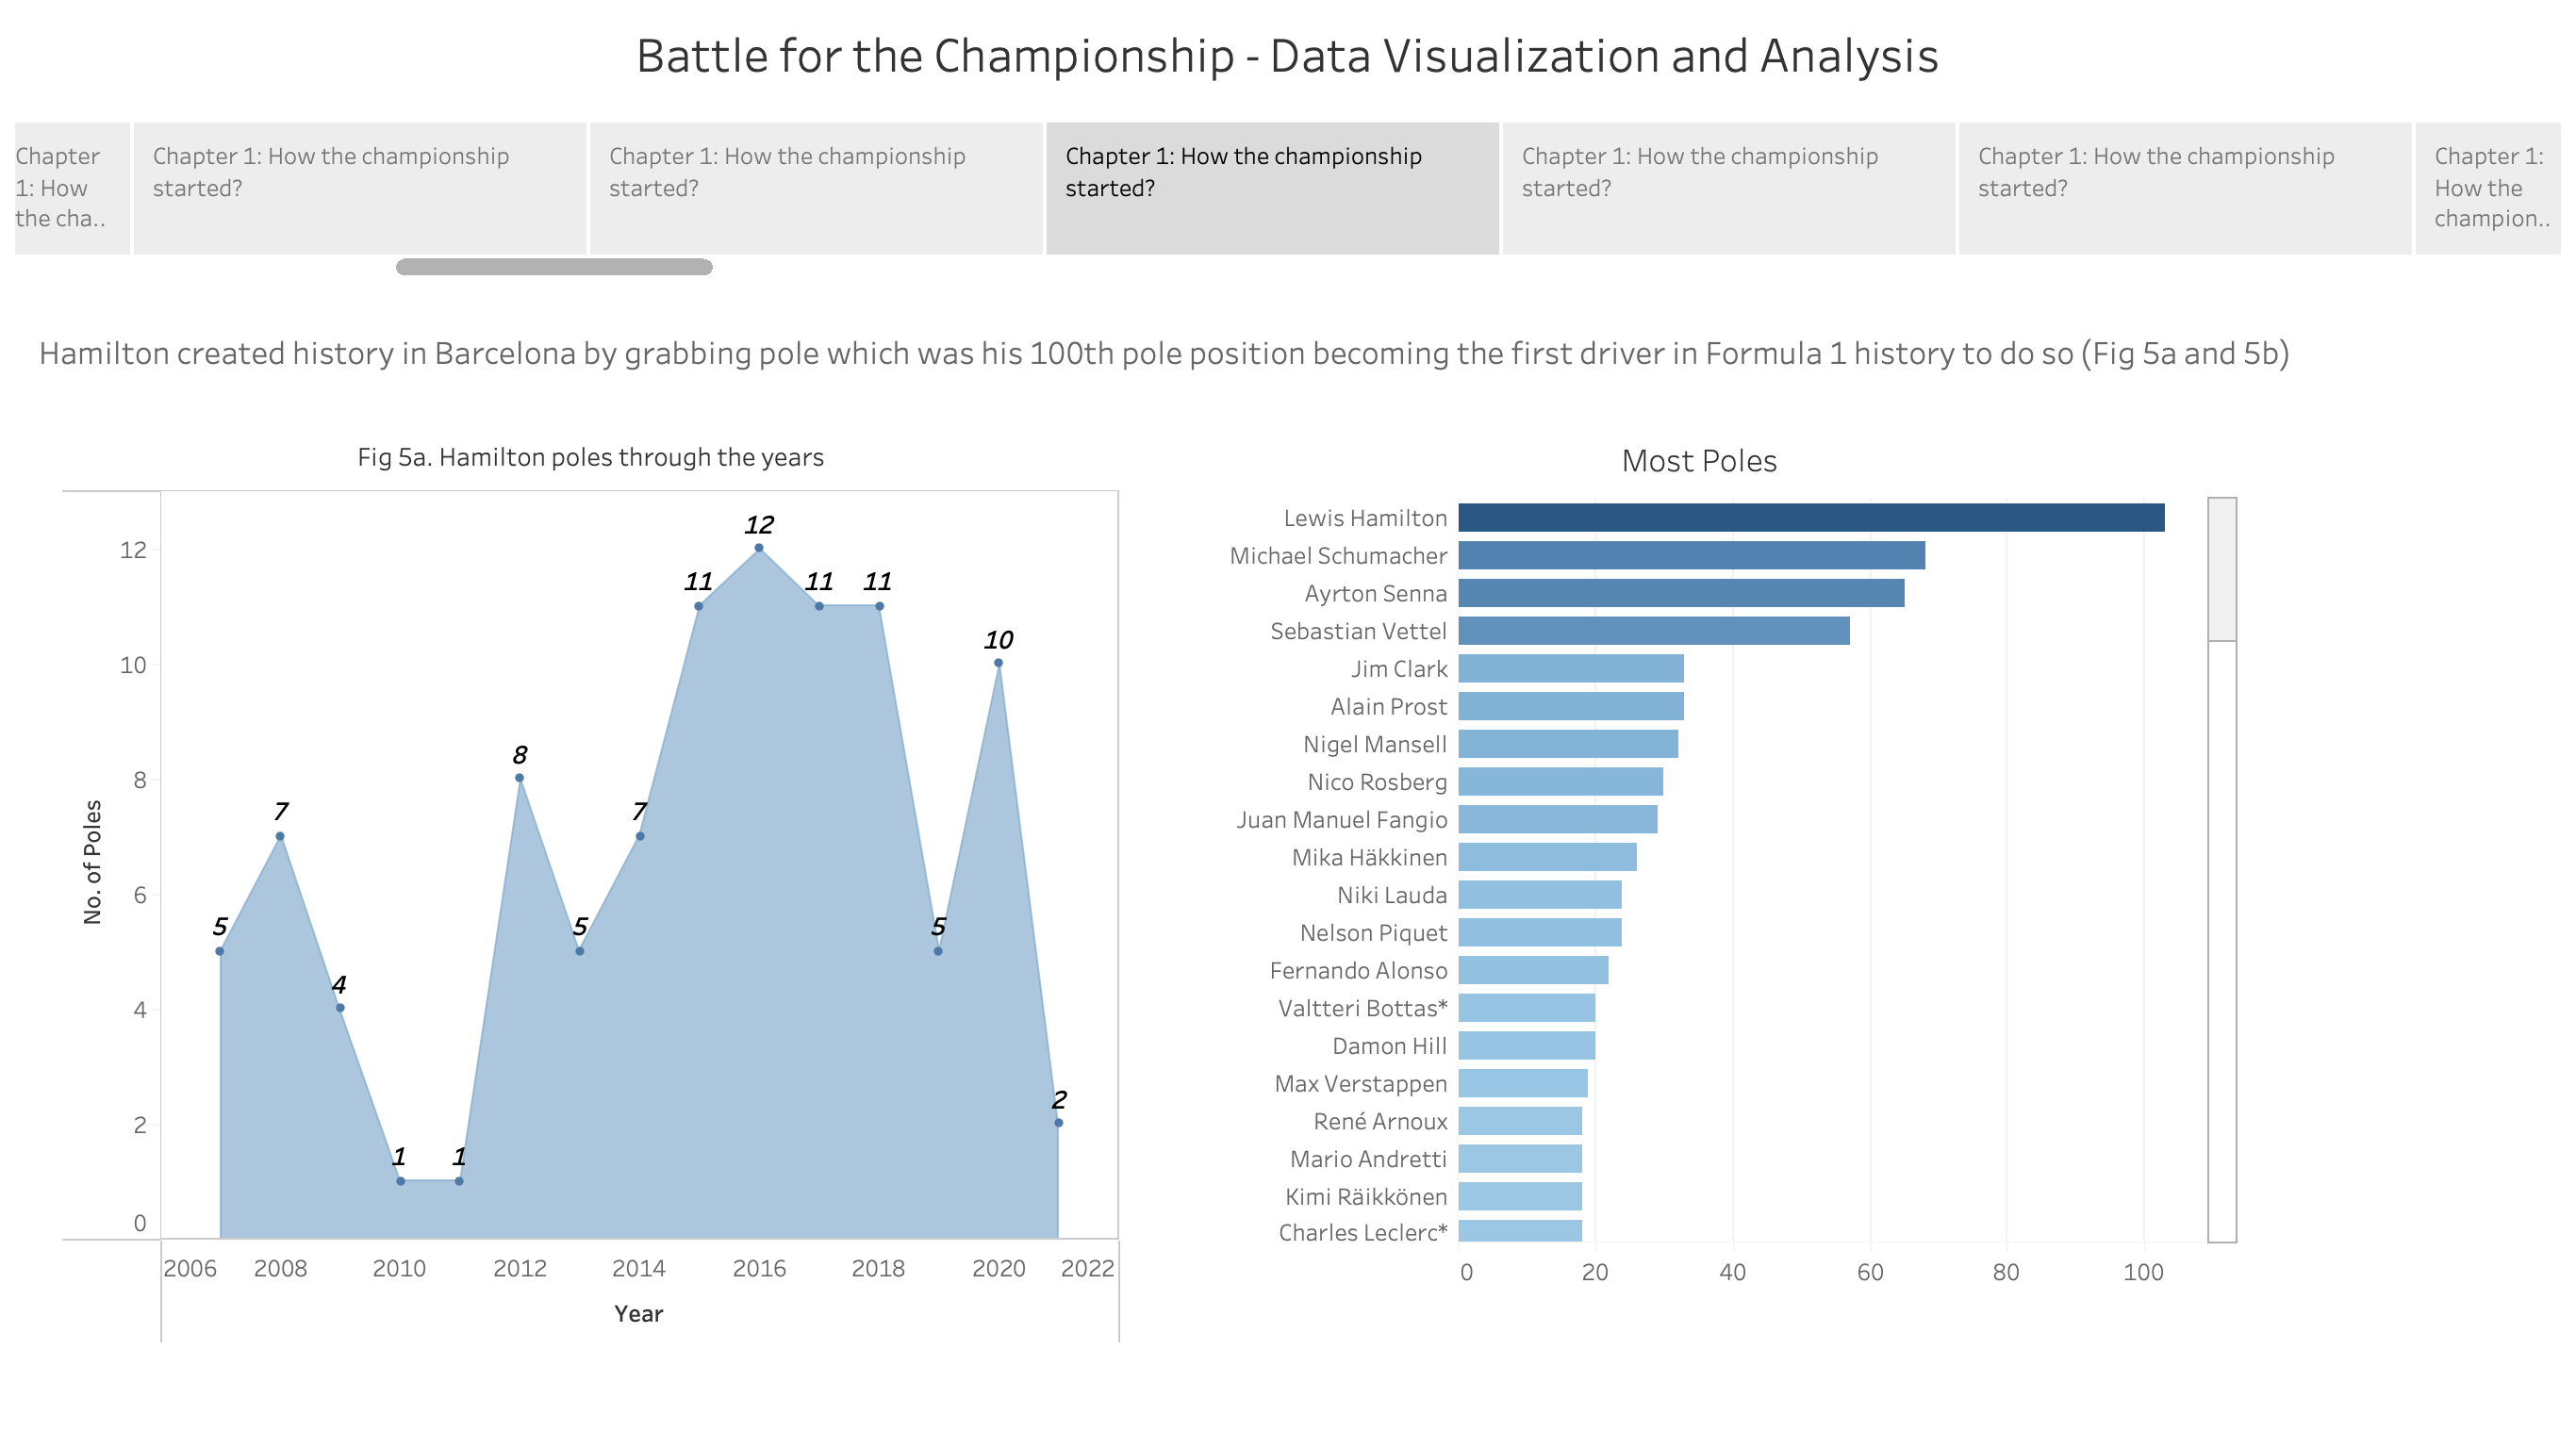 Battle for the Championship - Data Visualization and Analysis
Chapter
1: How
the cha..
Chapter 1: How the championship
started?
Chapter 1: How the championship
started?
Chapter 1: How the championship
started?
Chapter 1: How the championship
started?
Chapter 1: How the championship
started?
Chapter 1:
How the
champion..
Hamilton created history in Barcelona by grabbing pole which was his 100th pole position becoming the first driver in Formula 1 history to do so (Fig 5a and 5b)
Fig 5a. Hamilton poles through the years
No. of Poles
12
10
8
6
4
2
0
5
7
4
1
1
8
5
7
11
12
11
11
5
10
2
2006
2008
2010
2012
2014
2016
2018
2020
2022
Year
Most Poles
Lewis Hamilton
Michael Schumacher
Ayrton Senna
Sebastian Vettel
Jim Clark
Alain Prost
Nigel Mansell
Nico Rosberg
Juan Manuel Fangio
Mika Häkkinen
Niki Lauda
Nelson Piquet
Fernando Alonso
Valtteri Bottas*
Damon Hill
Max Verstappen
René Arnoux
Mario Andretti
Kimi Räikkönen
Charles Leclerc*
0
20
40
60
80
100